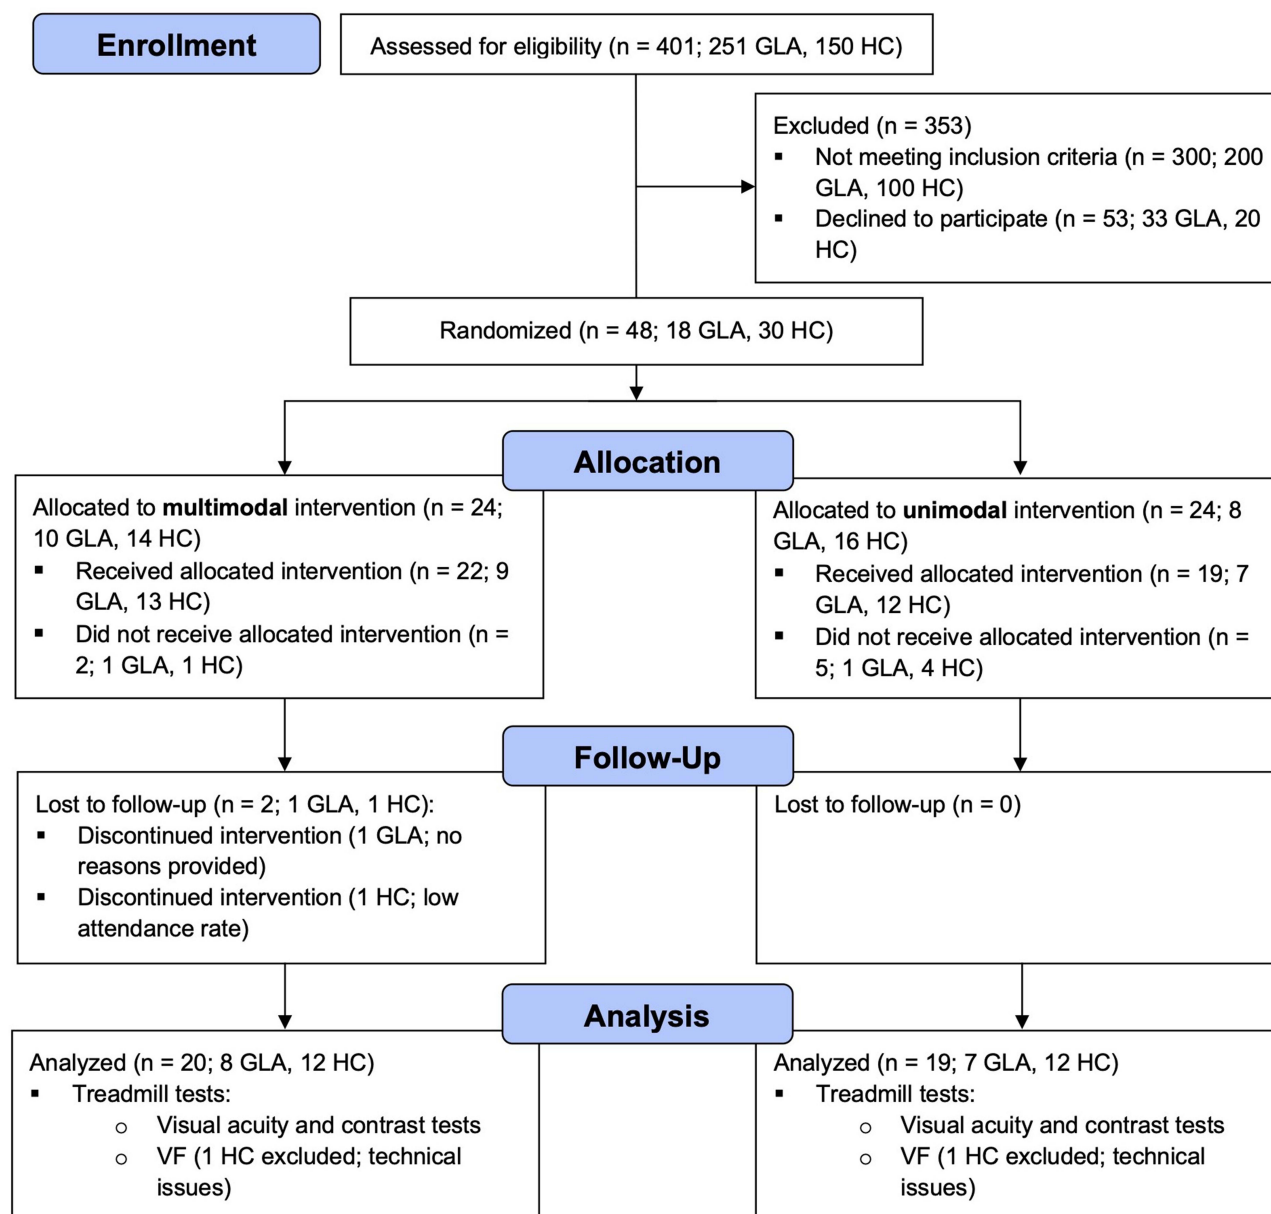 Enrollment
Assessed for eligibility (n = 401; 251 GLA, 150 HC)
Excluded (n = 353)
▪ Not meeting inclusion criteria (n = 300; 200
GLA, 100 HC)
▪ Declined to participate (n = 53; 33 GLA, 20
HC)
Randomized (n = 48; 18 GLA, 30 HC)
Allocation
Allocated to multimodal intervention (n = 24;
10 GLA, 14 HC)
▪ Received allocated intervention (n = 22; 9
GLA, 13 HC)
▪ Did not receive allocated intervention (n =
2; 1 GLA, 1 HC)
Allocated to unimodal intervention (n = 24; 8
GLA, 16 HC)
▪ Received allocated intervention (n = 19; 7
GLA, 12 HC)
▪ Did not receive allocated intervention (n =
5; 1 GLA, 4 HC)
Follow-Up
Lost to follow-up (n = 2; 1 GLA, 1 HC):
▪ Discontinued intervention (1 GLA; no
reasons provided)
▪ Discontinued intervention (1 HC; low
attendance rate)
Lost to follow-up (n = 0)
Analysis
Analyzed (n = 20; 8 GLA, 12 HC)
▪ Treadmill tests:
o Visual acuity and contrast tests
o VF (1 HC excluded; technical
issues)
Analyzed (n = 19; 7 GLA, 12 HC)
▪ Treadmill tests:
o Visual acuity and contrast tests
o VF (1 HC excluded; technical
issues)